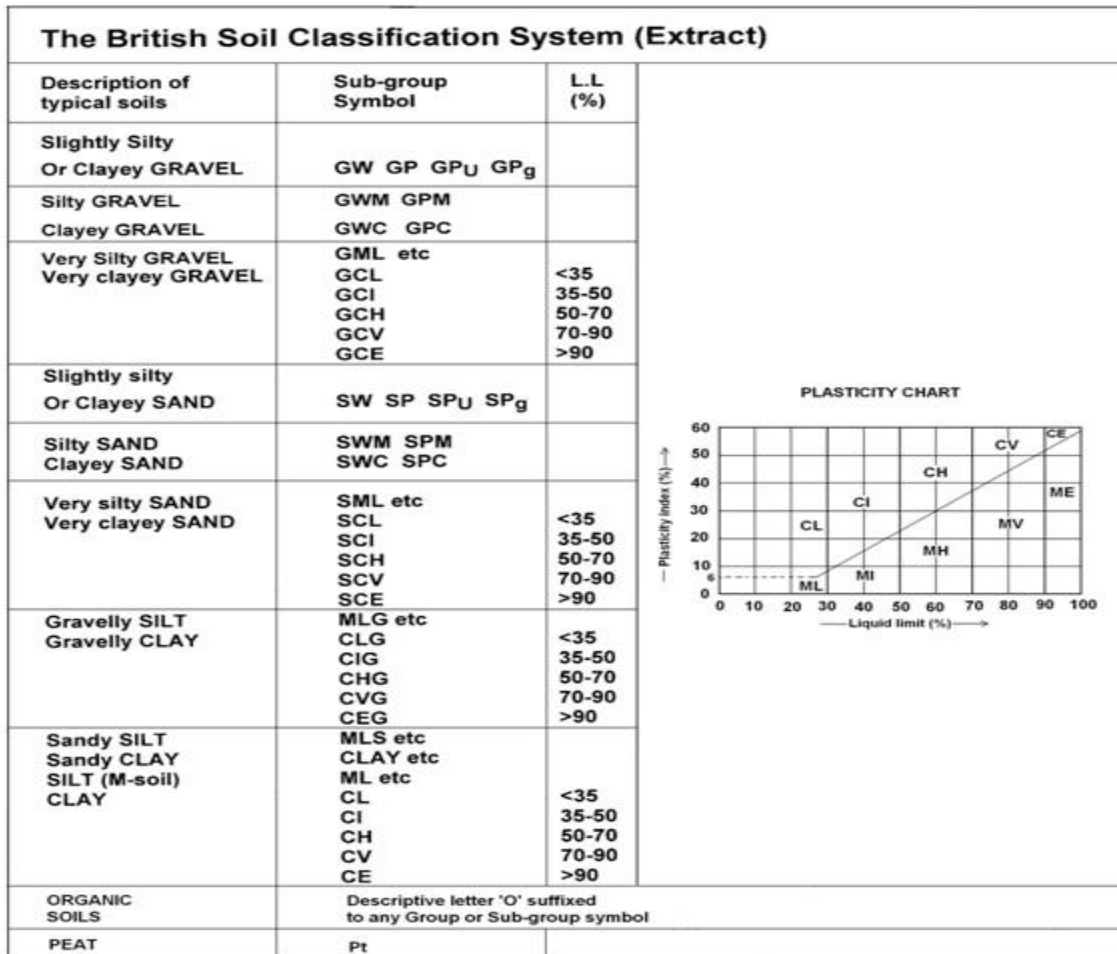 The British Soil Classification System (Extract)
Description of typical soils
Sub-group Symbol
L.L (%)
Slightly Silty
Or Clayey GRAVEL GW GP GPU GPg
Silty GRAVEL GWM GPM
Clayey GRAVEL GWC GPC
Very Silty GRAVEL GML etc
Very clayey GRAVEL GCL <35
GCI 35-50
GCH 50-70
GCV 70-90
GCE >90
Slightly silty
Or Clayey SAND SW SP SPU SPg
Silty SAND SWM SPM
Clayey SAND SWC SPC
Very silty SAND SML etc
Very clayey SAND SCL <35
SCI 35-50
SCH 50-70
SCV 70-90
SCE >90
Gravelly SILT MLG etc
Gravelly CLAY CLG <35
CIG 35-50
CHG 50-70
CVG 70-90
CEG >90
Sandy SILT MLS etc
Sandy CLAY CLAY etc
SILT (M-soil) ML etc
CLAY CL <35
CI 35-50
CH 50-70
CV 70-90
CE >90
ORGANIC SOILS
Descriptive letter 'O' suffixed
to any Group or Sub-group symbol
PEAT Pt
PLASTICITY CHART
Plasticity index (%)
60
50
40
30
20
10
6
0
CE
CV
CH
ME
CI
CL
MV
MH
MI
ML
0 10 20 30 40 50 60 70 80 90 100
Liquid limit (%)